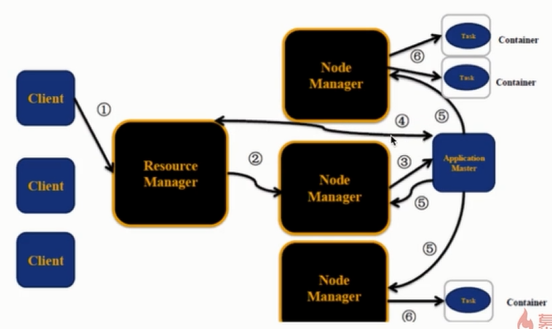 Client
Client
Client
①
Resource
Manager
②
Node
Manager
Node
Manager
Node
Manager
③
④
⑤
⑤
⑤
⑥
⑥
Application
Master
Task
Container
Task
Container
Task
Container